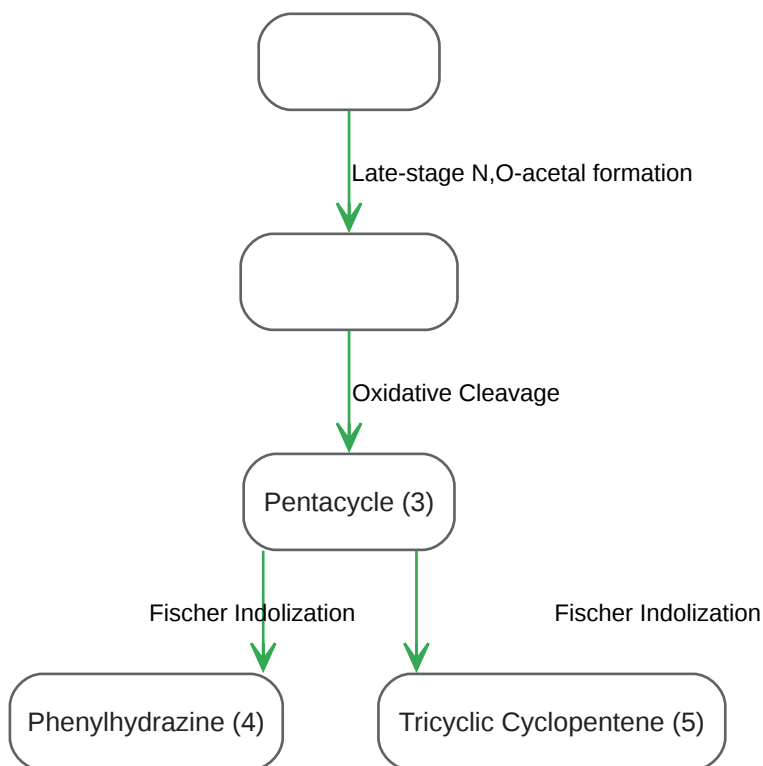 Late-stage N,O-acetal formation
Oxidative Cleavage
Pentacycle (3)
Fischer Indolization
Fischer Indolization
Phenylhydrazine (4)
Tricyclic Cyclopentene (5)